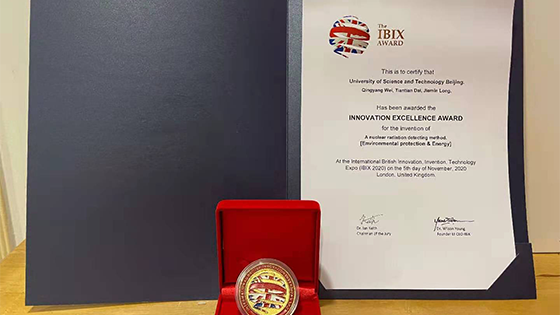 The
IBIX
AWARD
This is to certify that
University of Science and Technology Beijing.
Qingyang Wei, Tiantian Dai, Jiemin Long.
Has been awarded the
INNOVATION EXCELLENCE AWARD
for the invention of
A nuclear radiation detecting method.
[Environmental protection & Energy]
At the International British Innovation, Invention, Technology
Expo (IBIX 2020) on the 5th day of November, 2020
London, United Kingdom.
Chairman of the Jury
Founder